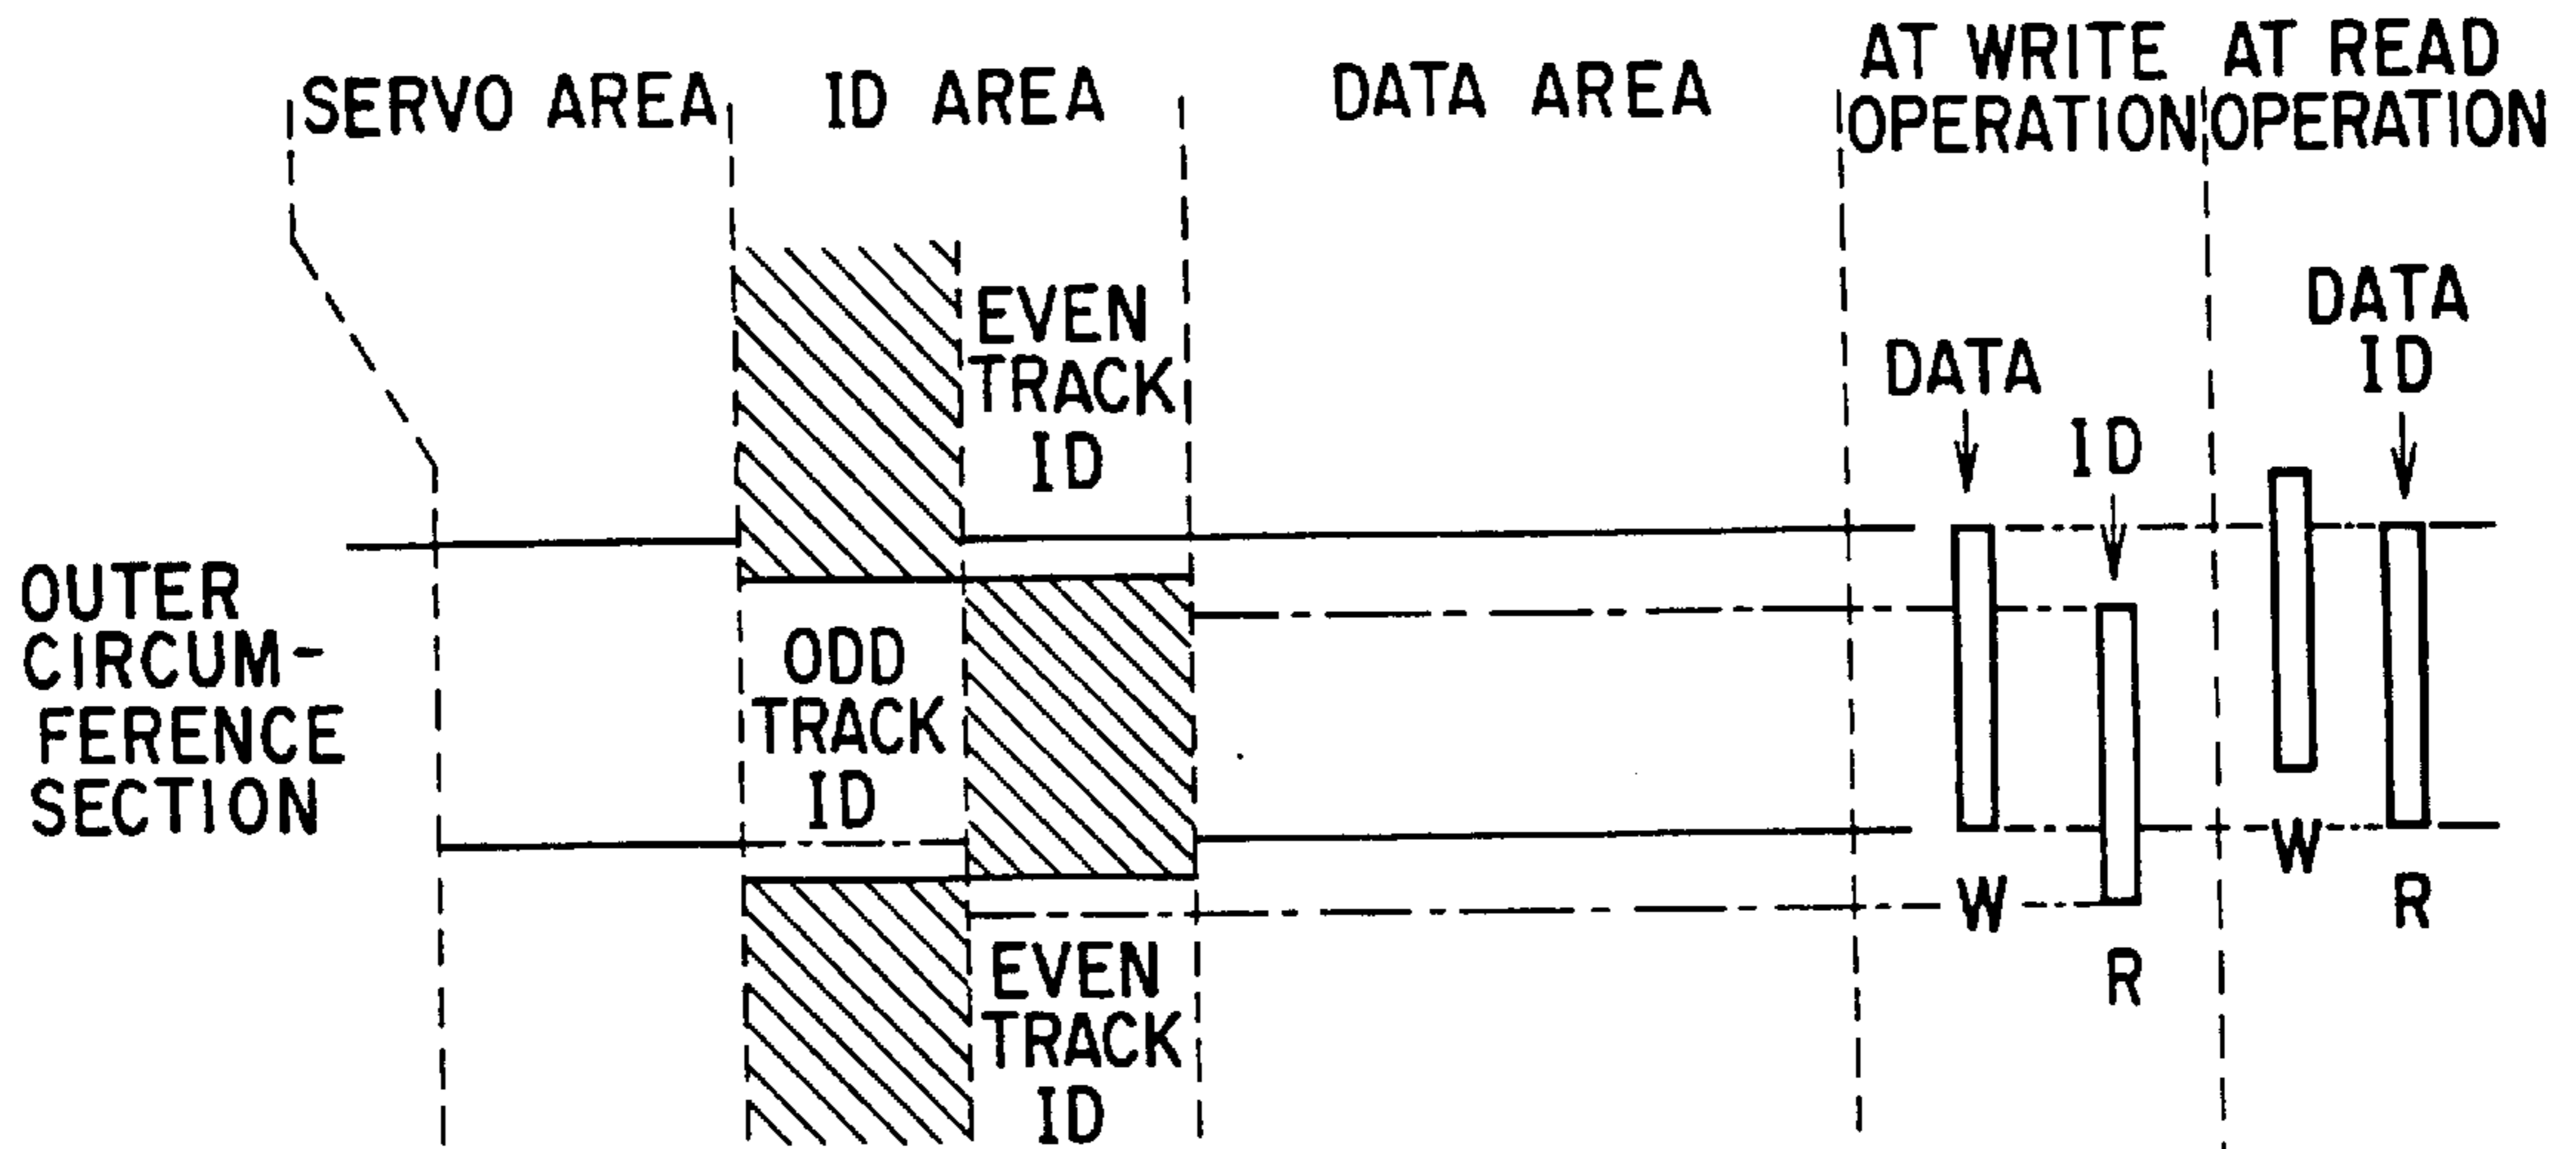 SERVO AREA
ID AREA
DATA AREA
AT WRITE
OPERATION
AT READ
OPERATION
EVEN
TRACK
ID
DATA
ID
DATA
ID
OUTER
CIRCUM-
FERENCE
SECTION
ODD
TRACK
ID
W
R
W
R
EVEN
TRACK
ID